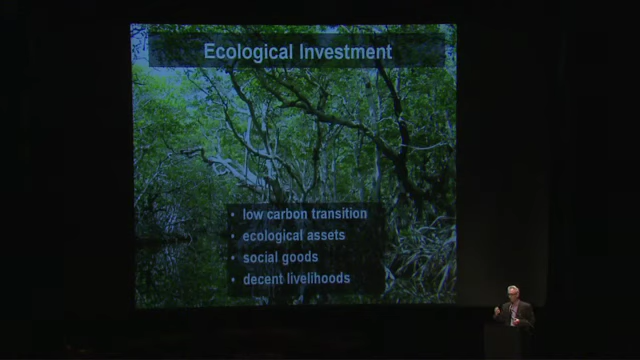 Ecological Investment
• low carbon transition
• ecological assets
• social goods
• decent livelihoods